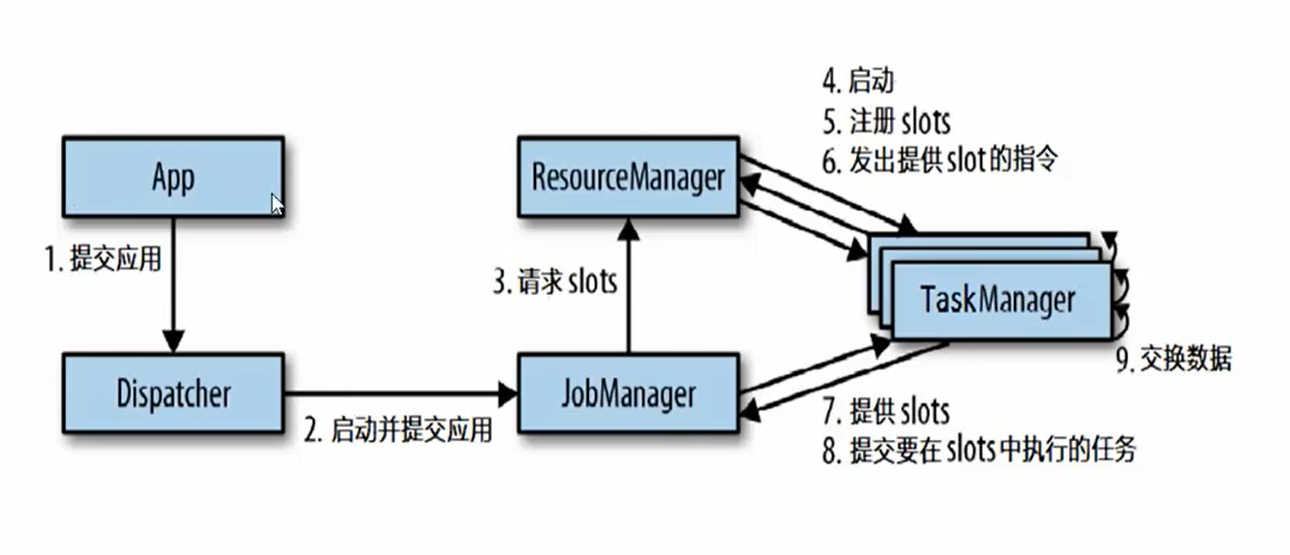 4. 启动
5. 注册 slots
6. 发出提供 slot 的指令
App
ResourceManager
1. 提交应用
3. 请求 slots
TaskManager
9. 交换数据
Dispatcher
JobManager
2. 启动并提交应用
7. 提供 slots
8. 提交要在 slots 中执行的任务